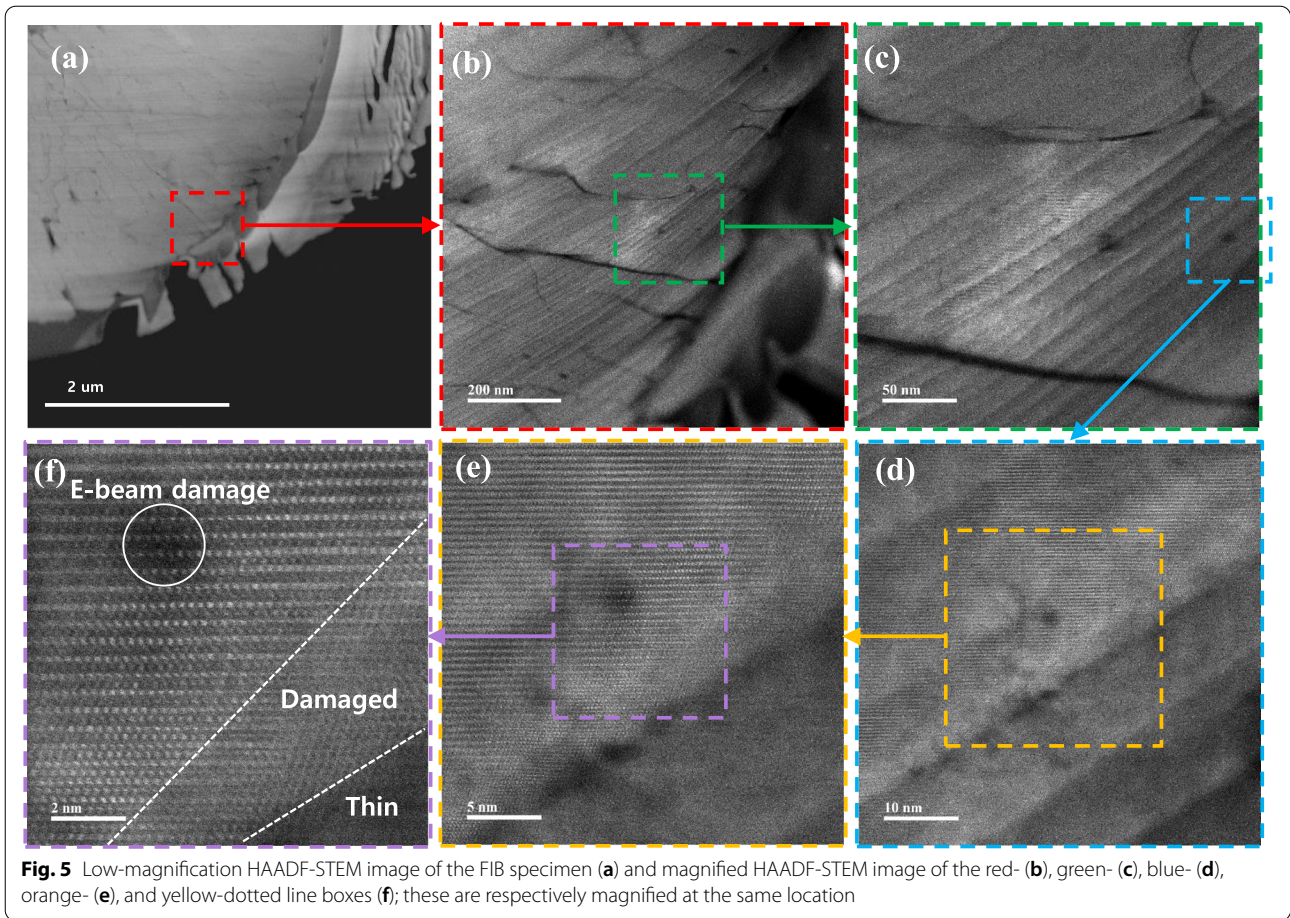 (a)
2 um
(b)
200 nm
(c)
50 nm
(f)
E-beam damage
Damaged
Thin
2 nm
(e)
5 nm
(d)
10 nm
Fig. 5 Low-magnification HAADF-STEM image of the FIB specimen (a) and magnified HAADF-STEM image of the red- (b), green- (c), blue- (d),
orange- (e), and yellow-dotted line boxes (f); these are respectively magnified at the same location